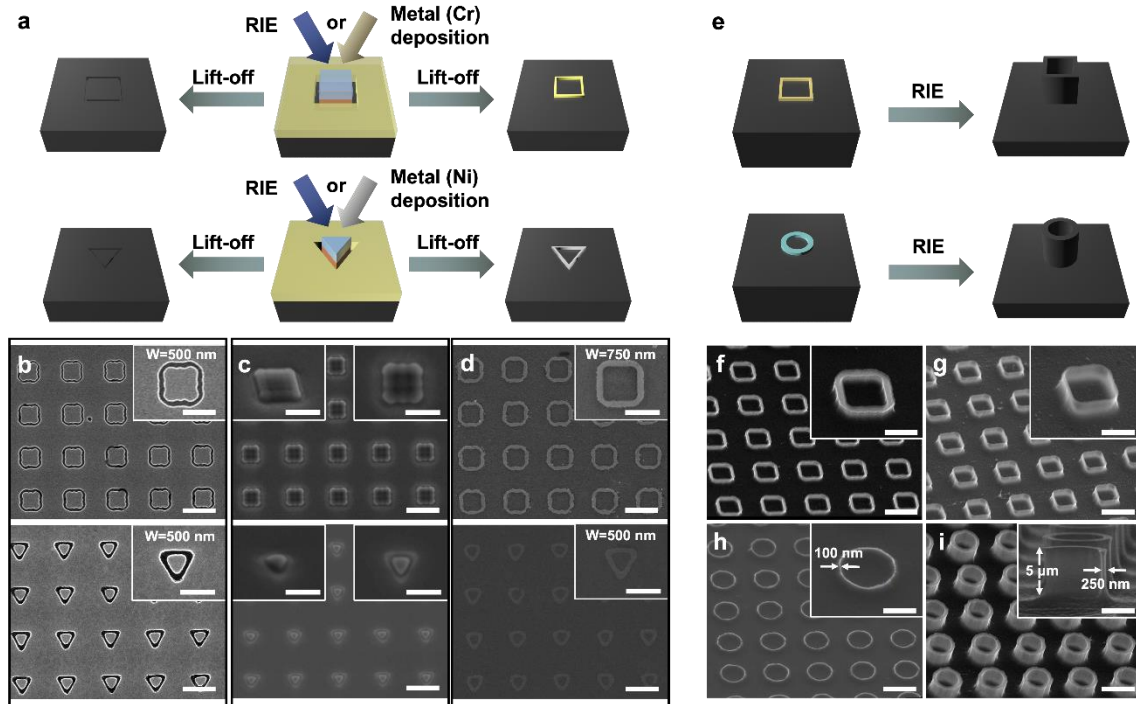 a
RIE
or
Metal (Cr)
deposition
Lift-off
Lift-off
RIE
or
Metal (Ni)
deposition
Lift-off
Lift-off
e
RIE
RIE
b
W=500 nm
W=500 nm
c
d
W=750 nm
W=500 nm
f
g
h
100 nm
i
5 µm
250 nm